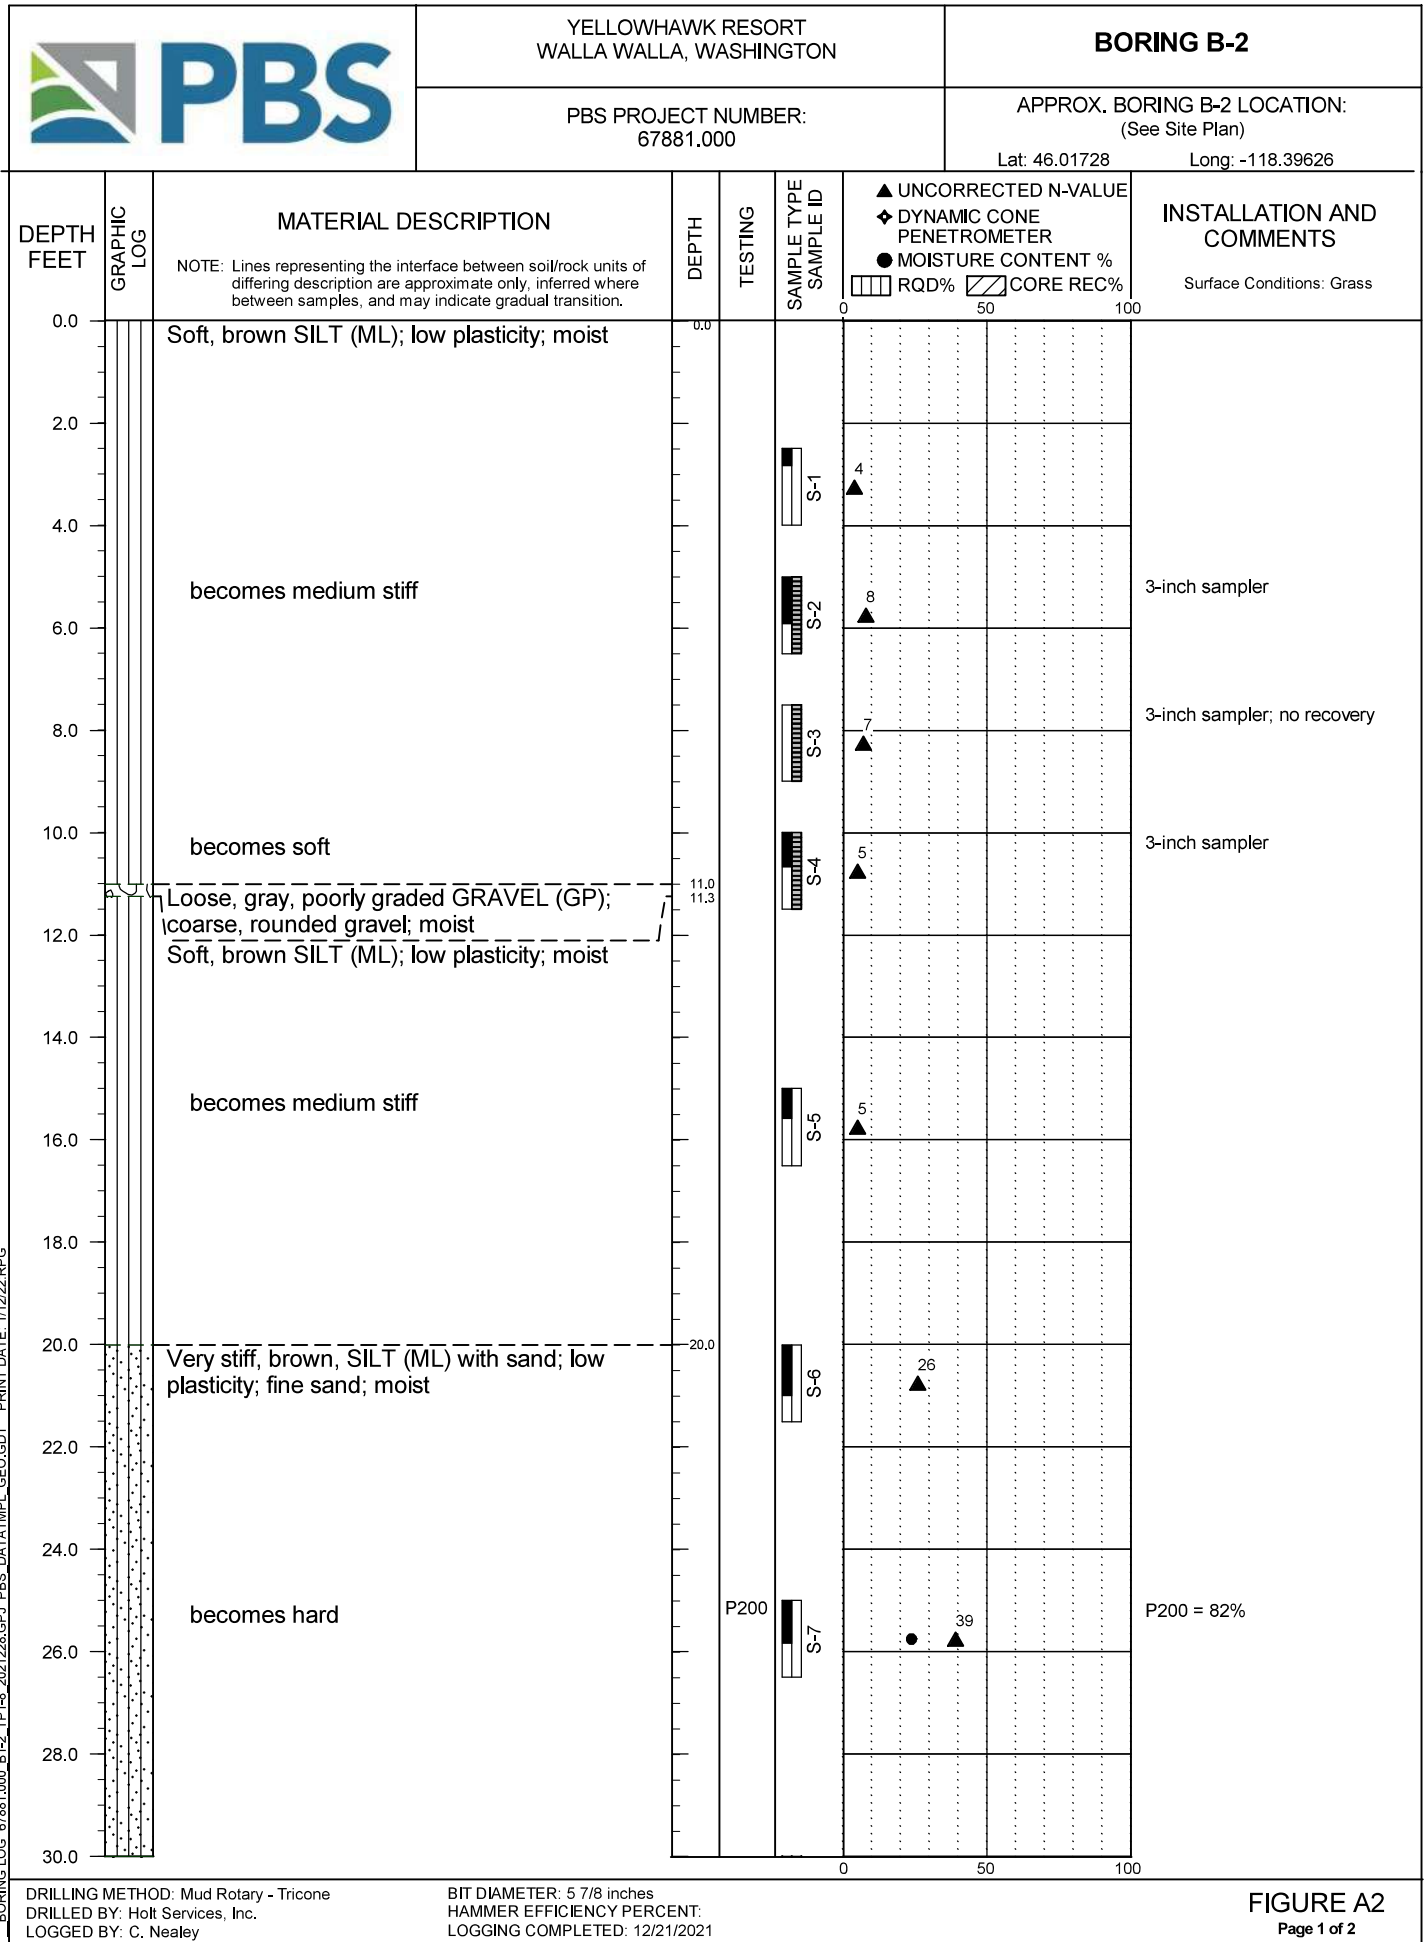 PBS
YELLOWHAWK RESORT
WALLA WALLA, WASHINGTON
BORING B-2
PBS PROJECT NUMBER:
67881.000
APPROX. BORING B-2 LOCATION:
(See Site Plan)
Lat: 46.01728 Long: -118.39626
DEPTH
FEET
GRAPHIC
LOG
MATERIAL DESCRIPTION
NOTE: Lines representing the interface between soil/rock units of
differing description are approximate only, inferred where
between samples, and may indicate gradual transition.
DEPTH
TESTING
SAMPLE TYPE
SAMPLE ID
▲ UNCORRECTED N-VALUE
DYNAMIC CONE
PENETROMETER
● MOISTURE CONTENT %
RQD% CORE REC%
0 50 100
INSTALLATION AND
COMMENTS
Surface Conditions: Grass
0.0
Soft, brown SILT (ML); low plasticity; moist
0.0
2.0
S-1
4
4.0
becomes medium stiff
S-2
8
3-inch sampler
6.0
8.0
S-3
7
3-inch sampler; no recovery
10.0
becomes soft
S-4
5
3-inch sampler
11.0
11.3
Loose, gray, poorly graded GRAVEL (GP);
coarse, rounded gravel; moist
12.0
Soft, brown SILT (ML); low plasticity; moist
14.0
becomes medium stiff
S-5
5
16.0
18.0
20.0
20.0
Very stiff, brown, SILT (ML) with sand; low
plasticity; fine sand; moist
S-6
26
22.0
24.0
becomes hard
P200
S-7
39
P200 = 82%
26.0
28.0
30.0
0 50 100
DRILLING METHOD: Mud Rotary - Tricone
DRILLED BY: Holt Services, Inc.
LOGGED BY: C. Nealey
BIT DIAMETER: 5 7/8 inches
HAMMER EFFICIENCY PERCENT:
LOGGING COMPLETED: 12/21/2021
FIGURE A2
Page 1 of 2